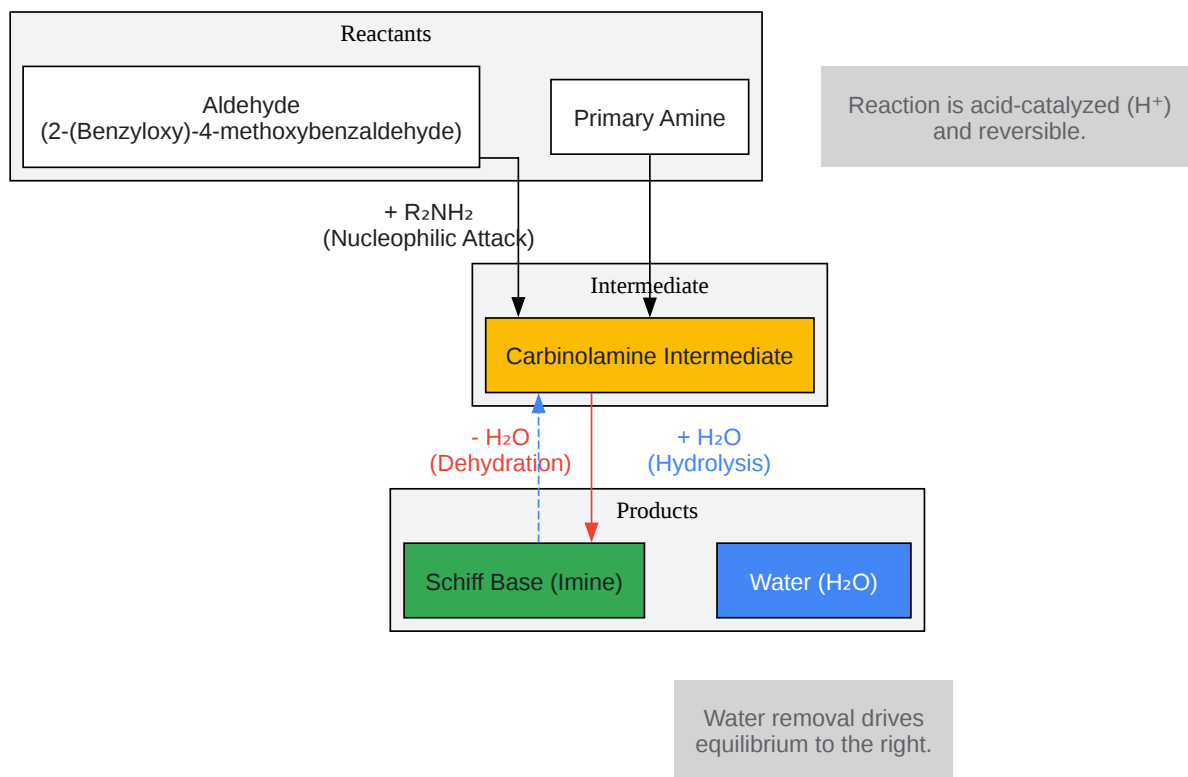 Reactants
Aldehyde
(2-(Benzyloxy)-4-methoxybenzaldehyde)
Primary Amine
Reaction is acid-catalyzed (H⁺)
and reversible.
+ R₂NH₂
(Nucleophilic Attack)
Intermediate
Carbinolamine Intermediate
- H₂O
(Dehydration)
+ H₂O
(Hydrolysis)
Products
Schiff Base (Imine)
Water (H₂O)
Water removal drives
equilibrium to the right.